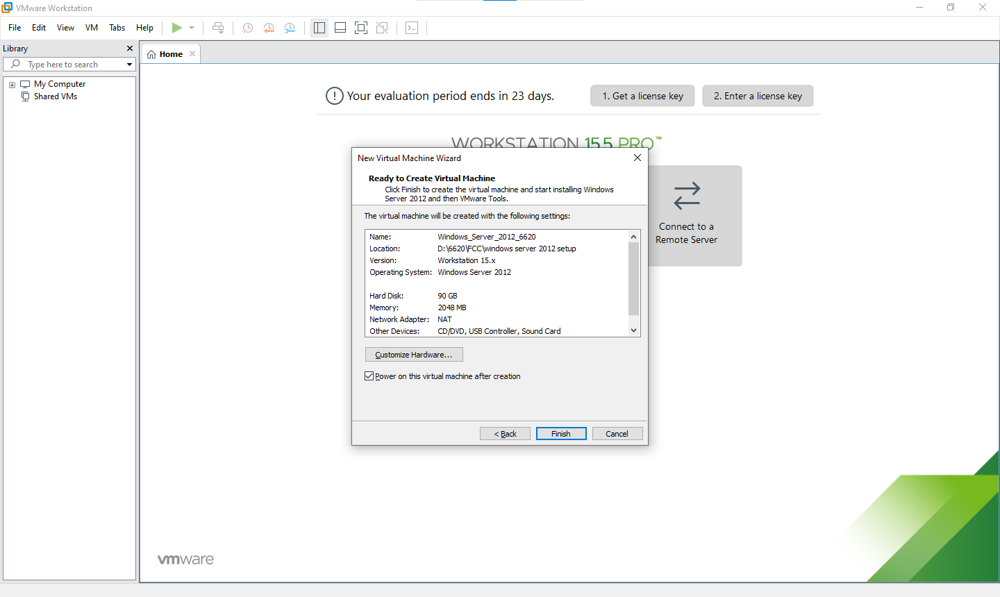 VMware Workstation
File Edit View VM Tabs Help
Library
Type here to search
My Computer
Shared VMs
Home
Your evaluation period ends in 23 days.
1. Get a license key
2. Enter a license key
WORKSTATION 15.5 PRO™
New Virtual Machine Wizard
Ready to Create Virtual Machine
Click Finish to create the virtual machine and start installing Windows
Server 2012 and then VMware Tools.
The virtual machine will be created with the following settings:
Name: Windows_Server_2012_6620
Location: D:\6620\FCC\windows server 2012 setup
Version: Workstation 15.x
Operating System: Windows Server 2012
Hard Disk: 90 GB
Memory: 2048 MB
Network Adapter: NAT
Other Devices: CD/DVD, USB Controller, Sound Card
Customize Hardware...
Power on this virtual machine after creation
< Back
Finish
Cancel
Connect to a
Remote Server
vmware